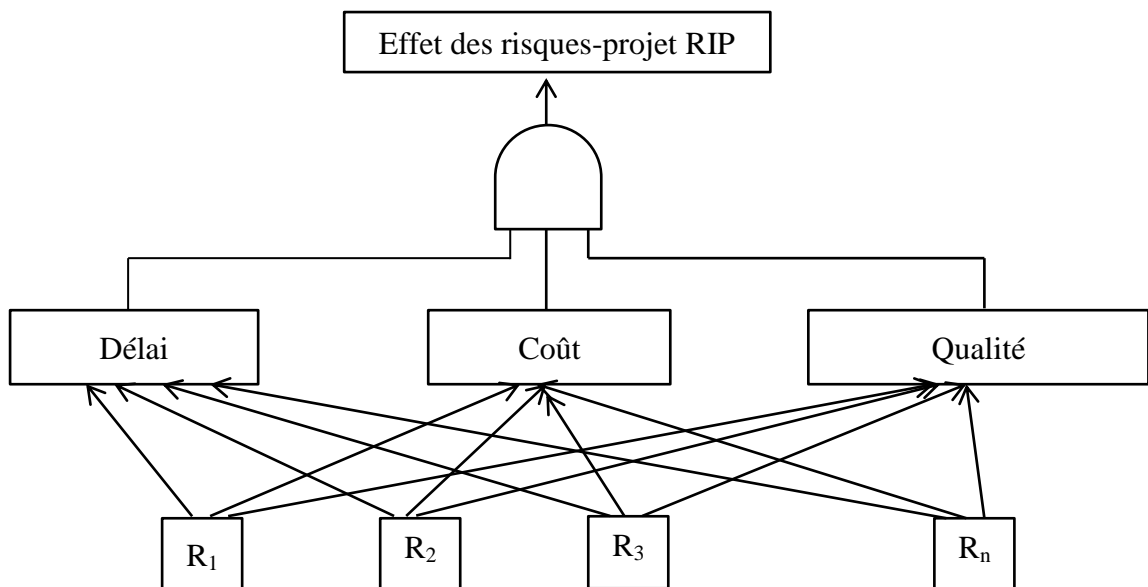 Effet des risques-projet RIP
Délai
Coût
Qualité
R₁
R₂
R₃
Rₙ